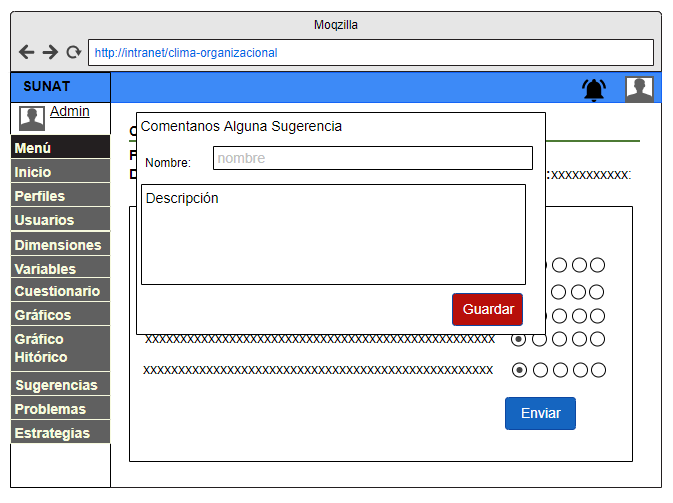 Moqzilla
http://intranet/clima-organizacional
SUNAT
Admin
Menú
Inicio
Perfiles
Usuarios
Dimensiones
Variables
Cuestionario
Gráficos
Gráfico
Hitórico
Sugerencias
Problemas
Estrategias
Comentanos Alguna Sugerencia
Nombre: nombre
Descripción
Guardar
:xxxxxxxxxxx:
xxxxxxxxxxxxxxxxxxxxxxxxxxxxxxxxxxxxxxxxxxxxxxxxxx
xxxxxxxxxxxxxxxxxxxxxxxxxxxxxxxxxxxxxxxxxxxxxxxxxx
Enviar